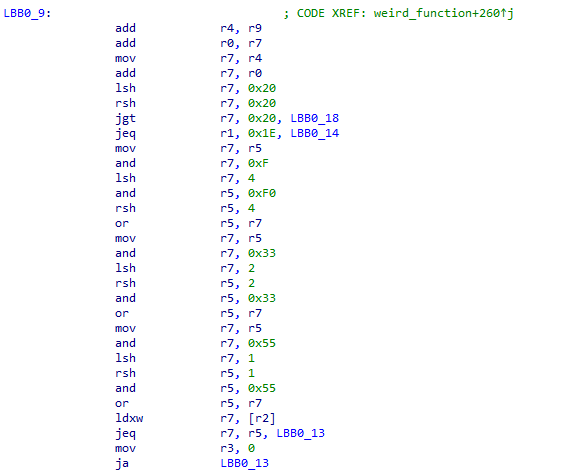 LBB0_9: ; CODE XREF: weird_function+260↑j
add r4, r9
add r0, r7
mov r7, r4
add r7, r0
lsh r7, 0x20
rsh r7, 0x20
jgt r7, 0x20, LBB0_18
jeq r1, 0x1E, LBB0_14
mov r7, r5
and r7, 0xF
lsh r7, 4
and r5, 0xF0
rsh r5, 4
or r5, r7
mov r7, r5
and r7, 0x33
lsh r7, 2
rsh r5, 2
and r5, 0x33
or r5, r7
mov r7, r5
and r7, 0x55
lsh r7, 1
rsh r5, 1
and r5, 0x55
or r5, r7
ldxw r7, [r2]
jeq r7, r5, LBB0_13
mov r3, 0
ja LBB0_13